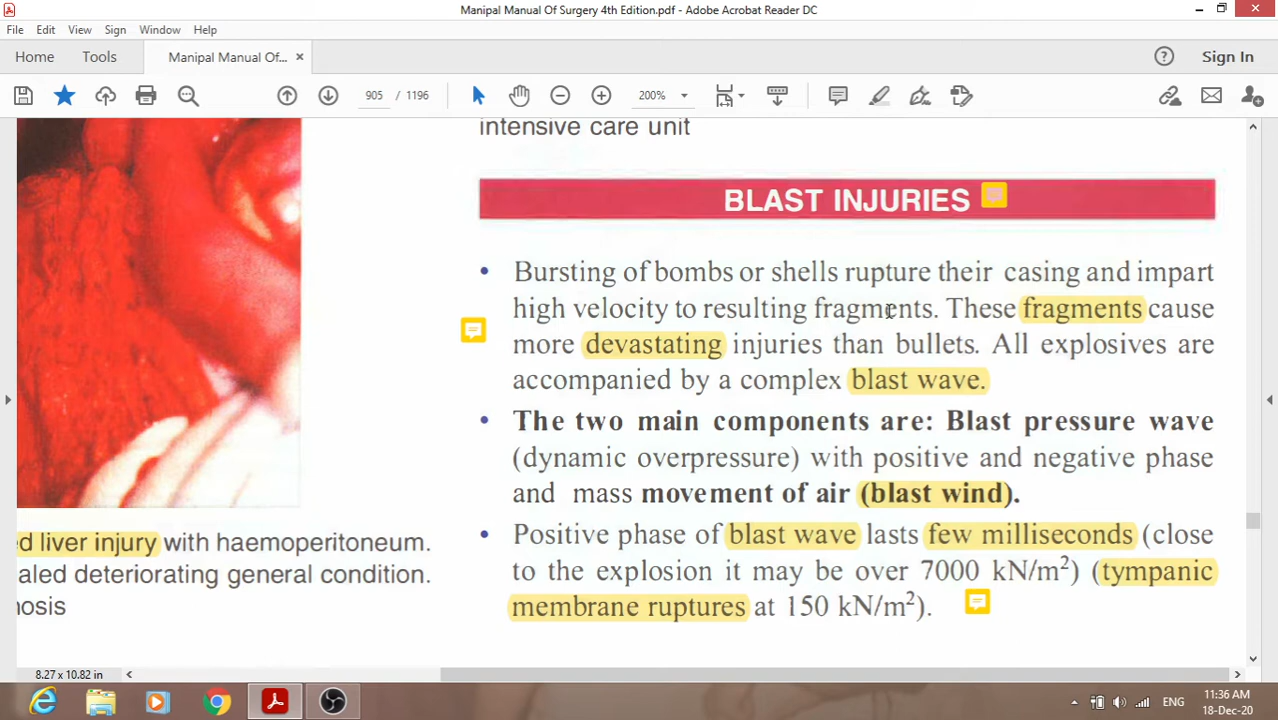 Manipal Manual Of Surgery 4th Edition.pdf - Adobe Acrobat Reader DC
File Edit View Sign Window Help
Home Tools Manipal Manual Of... × Sign In
905 / 1196 200%
intensive care unit
BLAST INJURIES
• Bursting of bombs or shells rupture their casing and impart
high velocity to resulting fragments. These fragments cause
more devastating injuries than bullets. All explosives are
accompanied by a complex blast wave.
• The two main components are: Blast pressure wave
(dynamic overpressure) with positive and negative phase
and mass movement of air (blast wind).
• Positive phase of blast wave lasts few milliseconds (close
to the explosion it may be over 7000 kN/m²) (tympanic
membrane ruptures at 150 kN/m²).
d liver injury with haemoperitoneum.
aled deteriorating general condition.
nosis
8.27 x 10.82 in
ENG
11:36 AM
18-Dec-20